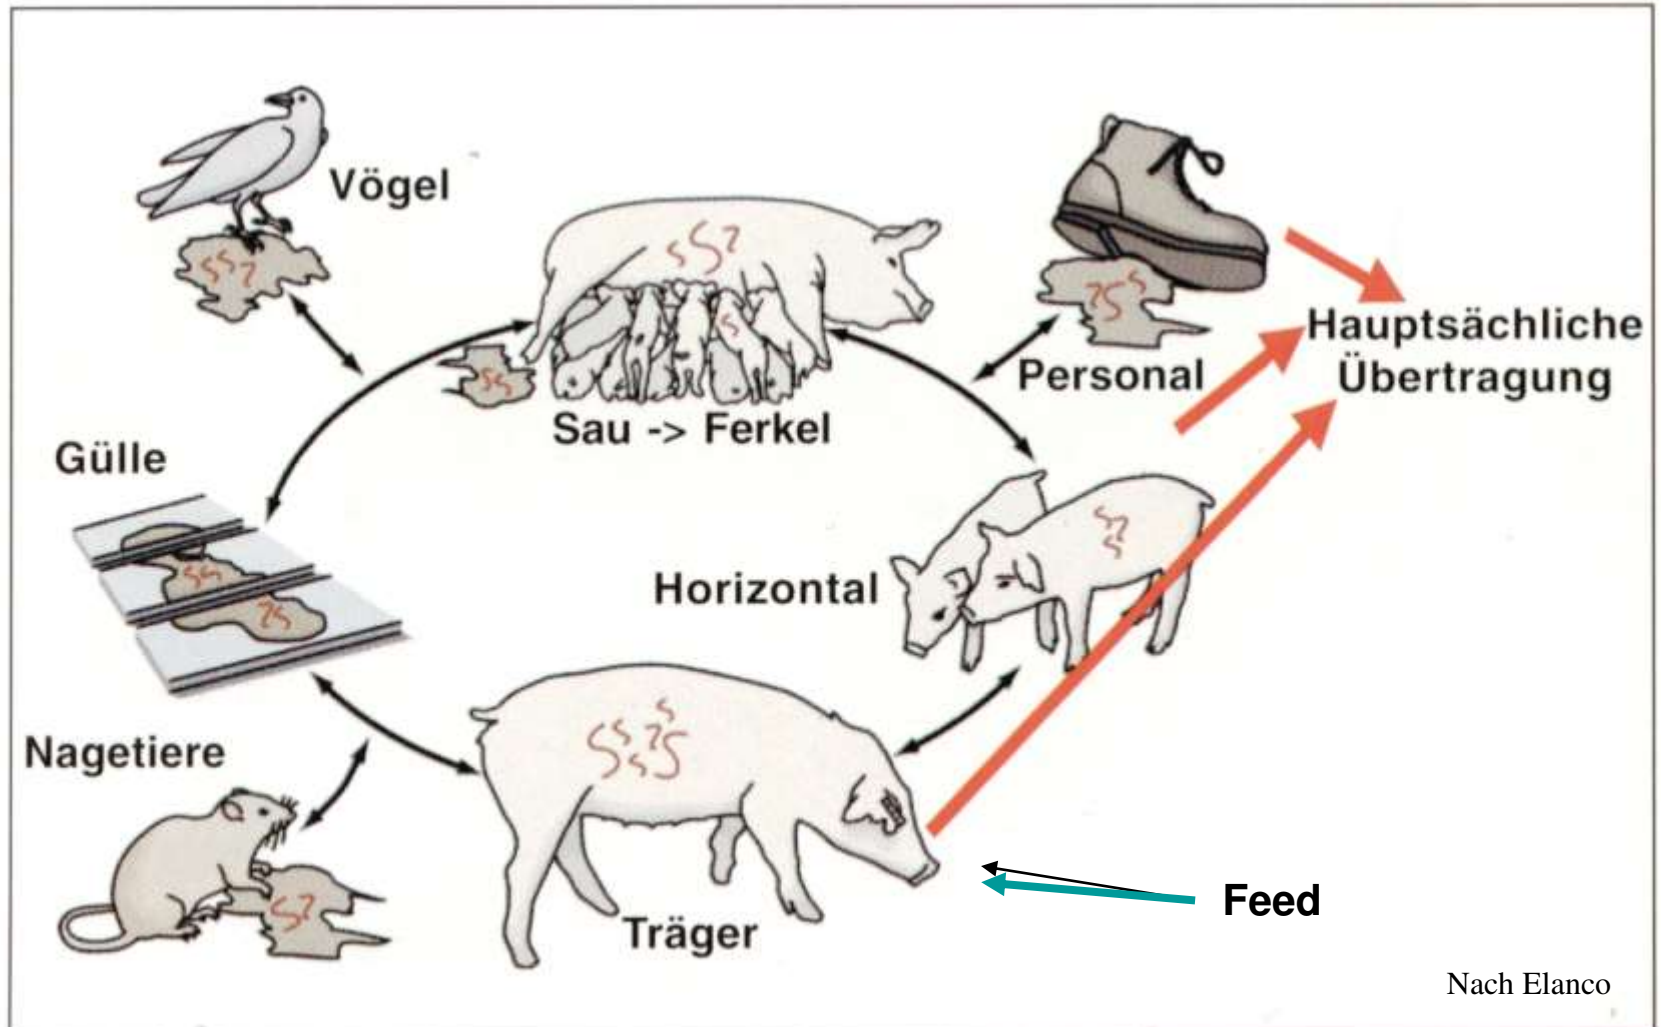 Vögel
Hauptsächliche
Übertragung
Personal
Sau -> Ferkel
Gülle
Horizontal
Nagetiere
Träger
Feed
Nach Elanco